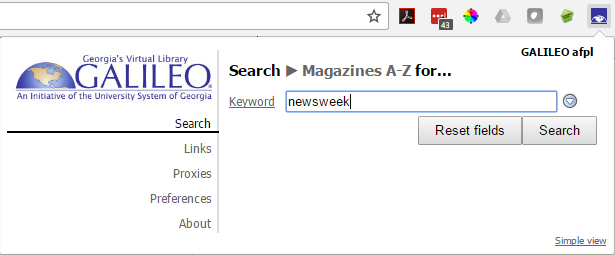 43
GALILEO afpl
Georgia's Virtual Library
GALILEO
An Initiative of the University System of Georgia
Search ▶ Magazines A-Z for...
Keyword newsweek
Reset fields Search
Search
Links
Proxies
Preferences
About
Simple view